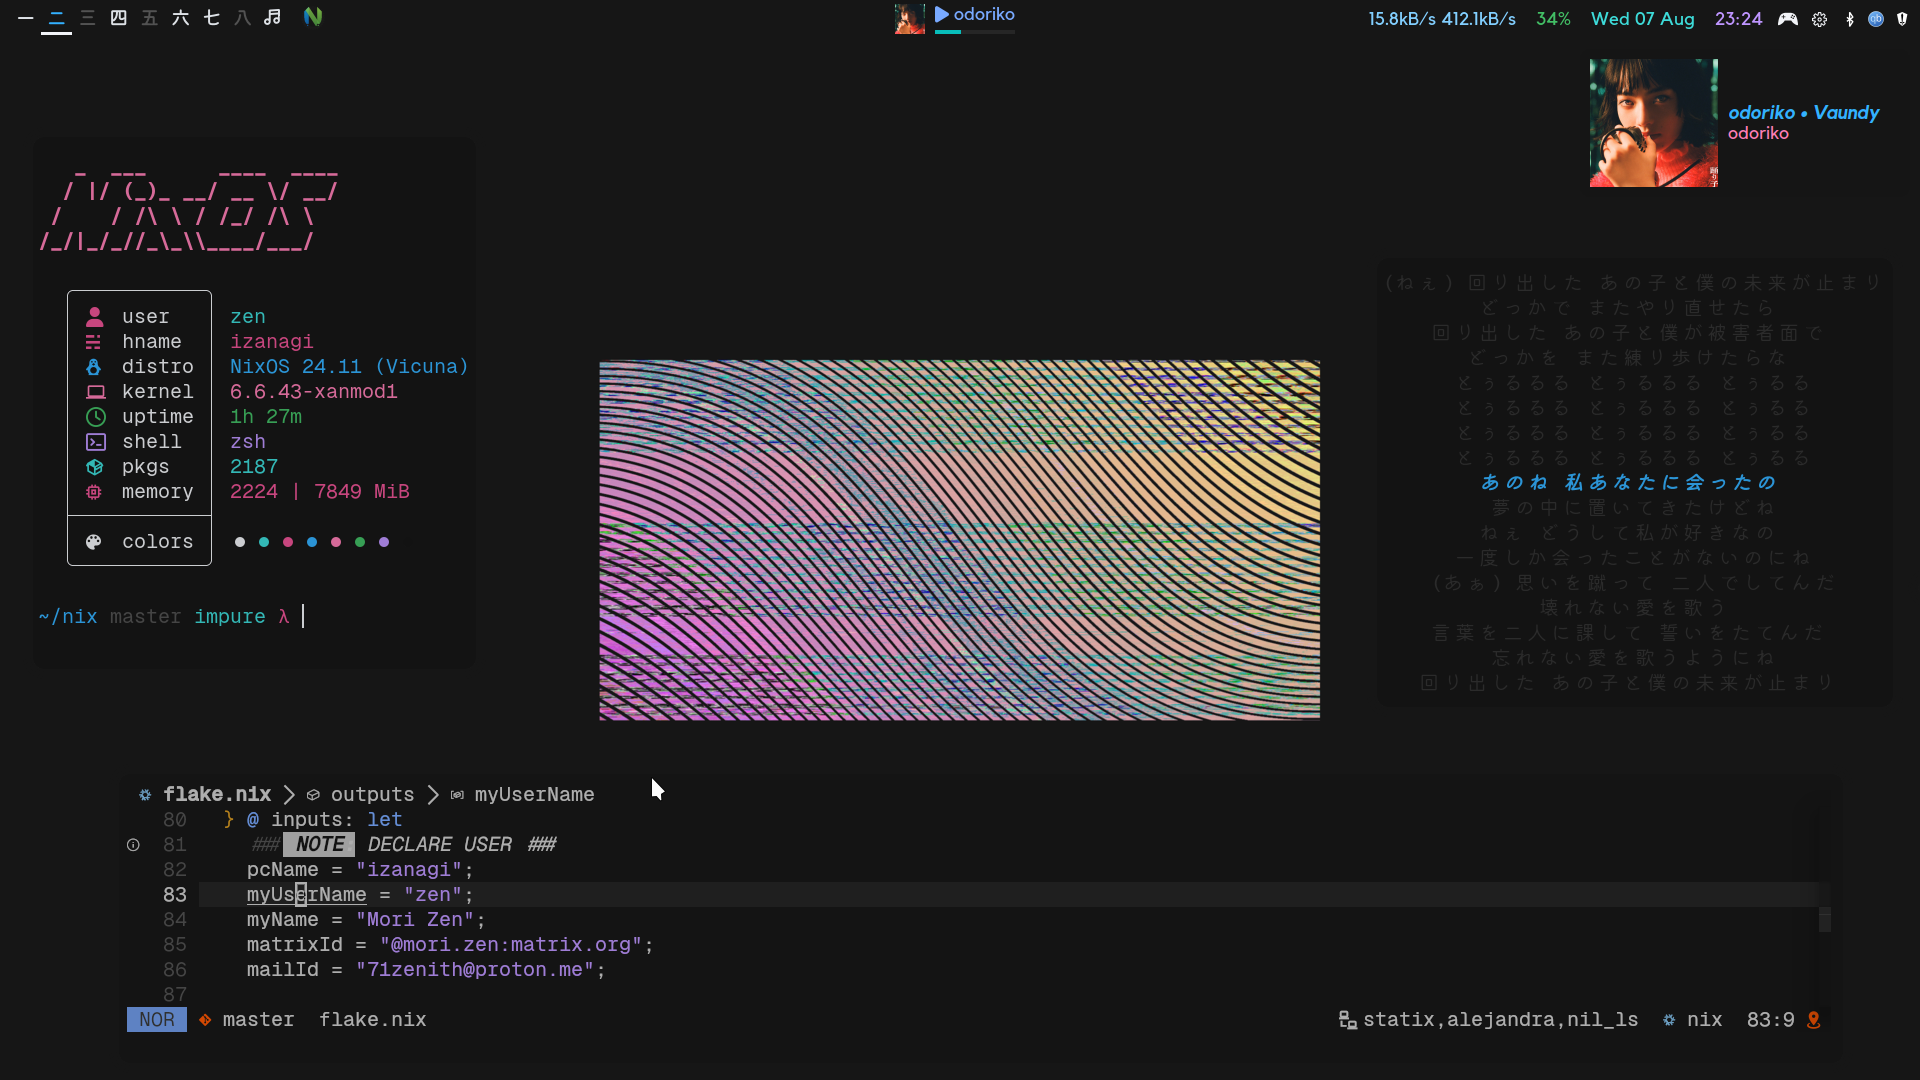 一 二 三 四 五 六 七 八
odoriko
15.8kB/s 412.1kB/s 34% Wed 07 Aug 23:24
odoriko • Vaundy
odoriko
踊り子
    _  ___      ____  ____
   / |/ (_)_ __/ __ \/ __/
  /    / /\ \ / /_/ /\ \
/_/|_/_//_\_\\____/___/
user zen
hname izanagi
distro NixOS 24.11 (Vicuna)
kernel 6.6.43-xanmod1
uptime 1h 27m
shell zsh
pkgs 2187
memory 2224 | 7849 MiB
colors
~/nix master impure λ
(ねぇ) 回り出した あの子と僕の未来が止まり
どっかで またやり直せたら
回り出した あの子と僕が被害者面で
どっかを また練り歩けたらな
とぅるるる とぅるるる とぅるる
とぅるるる とぅるるる とぅるる
とぅるるる とぅるるる とぅるる
とぅるるる とぅるるる とぅるる
あのね 私あなたに会ったの
夢の中に置いてきたけどね
ねぇ どうして私が好きなの
一度しか会ったことがないのにね
(あぁ) 思いを蹴って 二人でしてんだ
壊れない愛を歌う
言葉を二人に課して 誓いをたてんだ
忘れない愛を歌うようにね
回り出した あの子と僕の未来が止まり
flake.nix > outputs > myUserName
80 } @ inputs: let
81 ### NOTE DECLARE USER ###
82 pcName = "izanagi";
83 myUserName = "zen";
84 myName = "Mori Zen";
85 matrixId = "@mori.zen:matrix.org";
86 mailId = "71zenith@proton.me";
87
NOR master flake.nix statix,alejandra,nil_ls nix 83:9